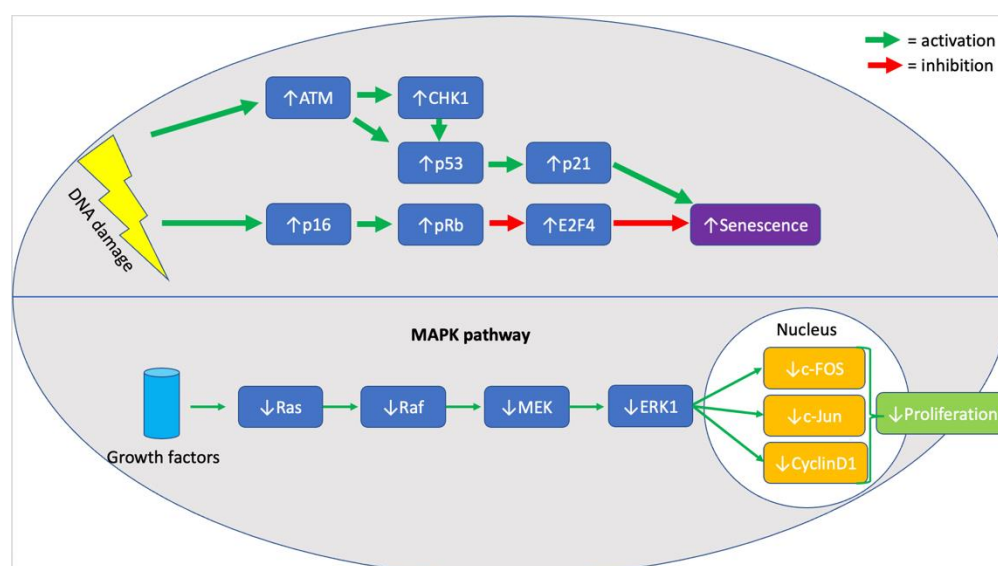 = activation
= inhibition
↑ATM
↑CHK1
↑p53
↑p21
DNA damage
↑p16
↑pRb
↑E2F4
↑Senescence
MAPK pathway
Nucleus
↓c-FOS
↓Ras
↓Raf
↓MEK
↓ERK1
↓c-Jun
↓Proliferation
Growth factors
↓CyclinD1